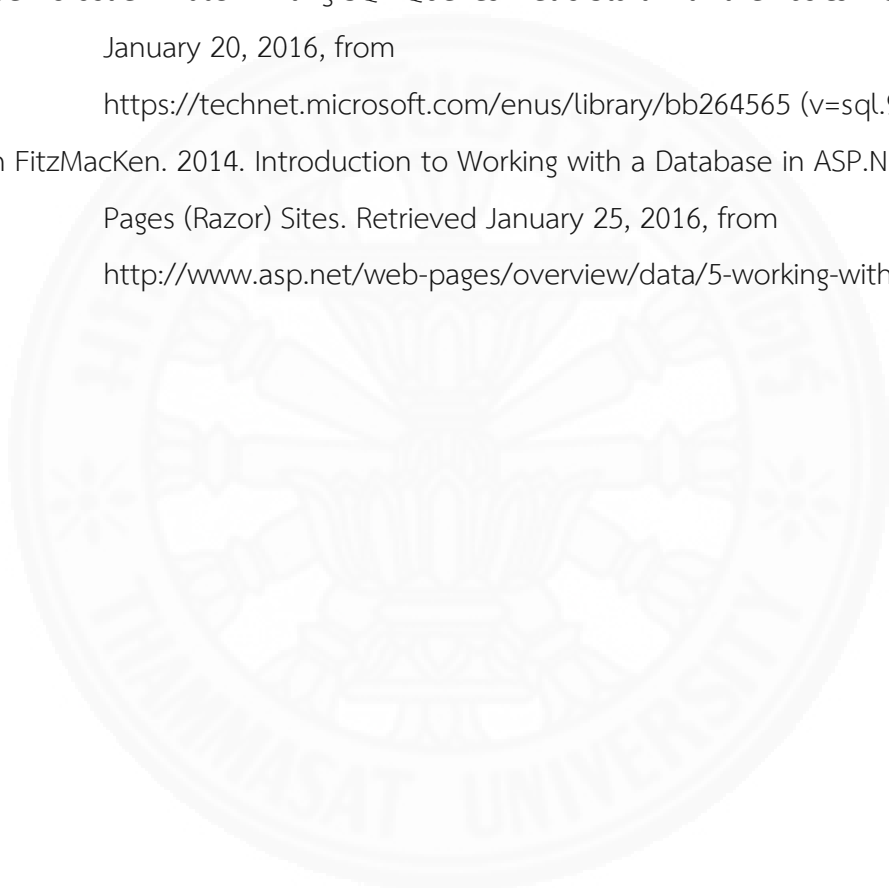 January 20, 2016, from
https://technet.microsoft.com/enus/library/bb264565 (v=sql.
FitzMacKen. 2014. Introduction to Working with a Database in ASP.N
Pages (Razor) Sites. Retrieved January 25, 2016, from
http://www.asp.net/web-pages/overview/data/5-working-with
THAMMASAT UNIVERSITY